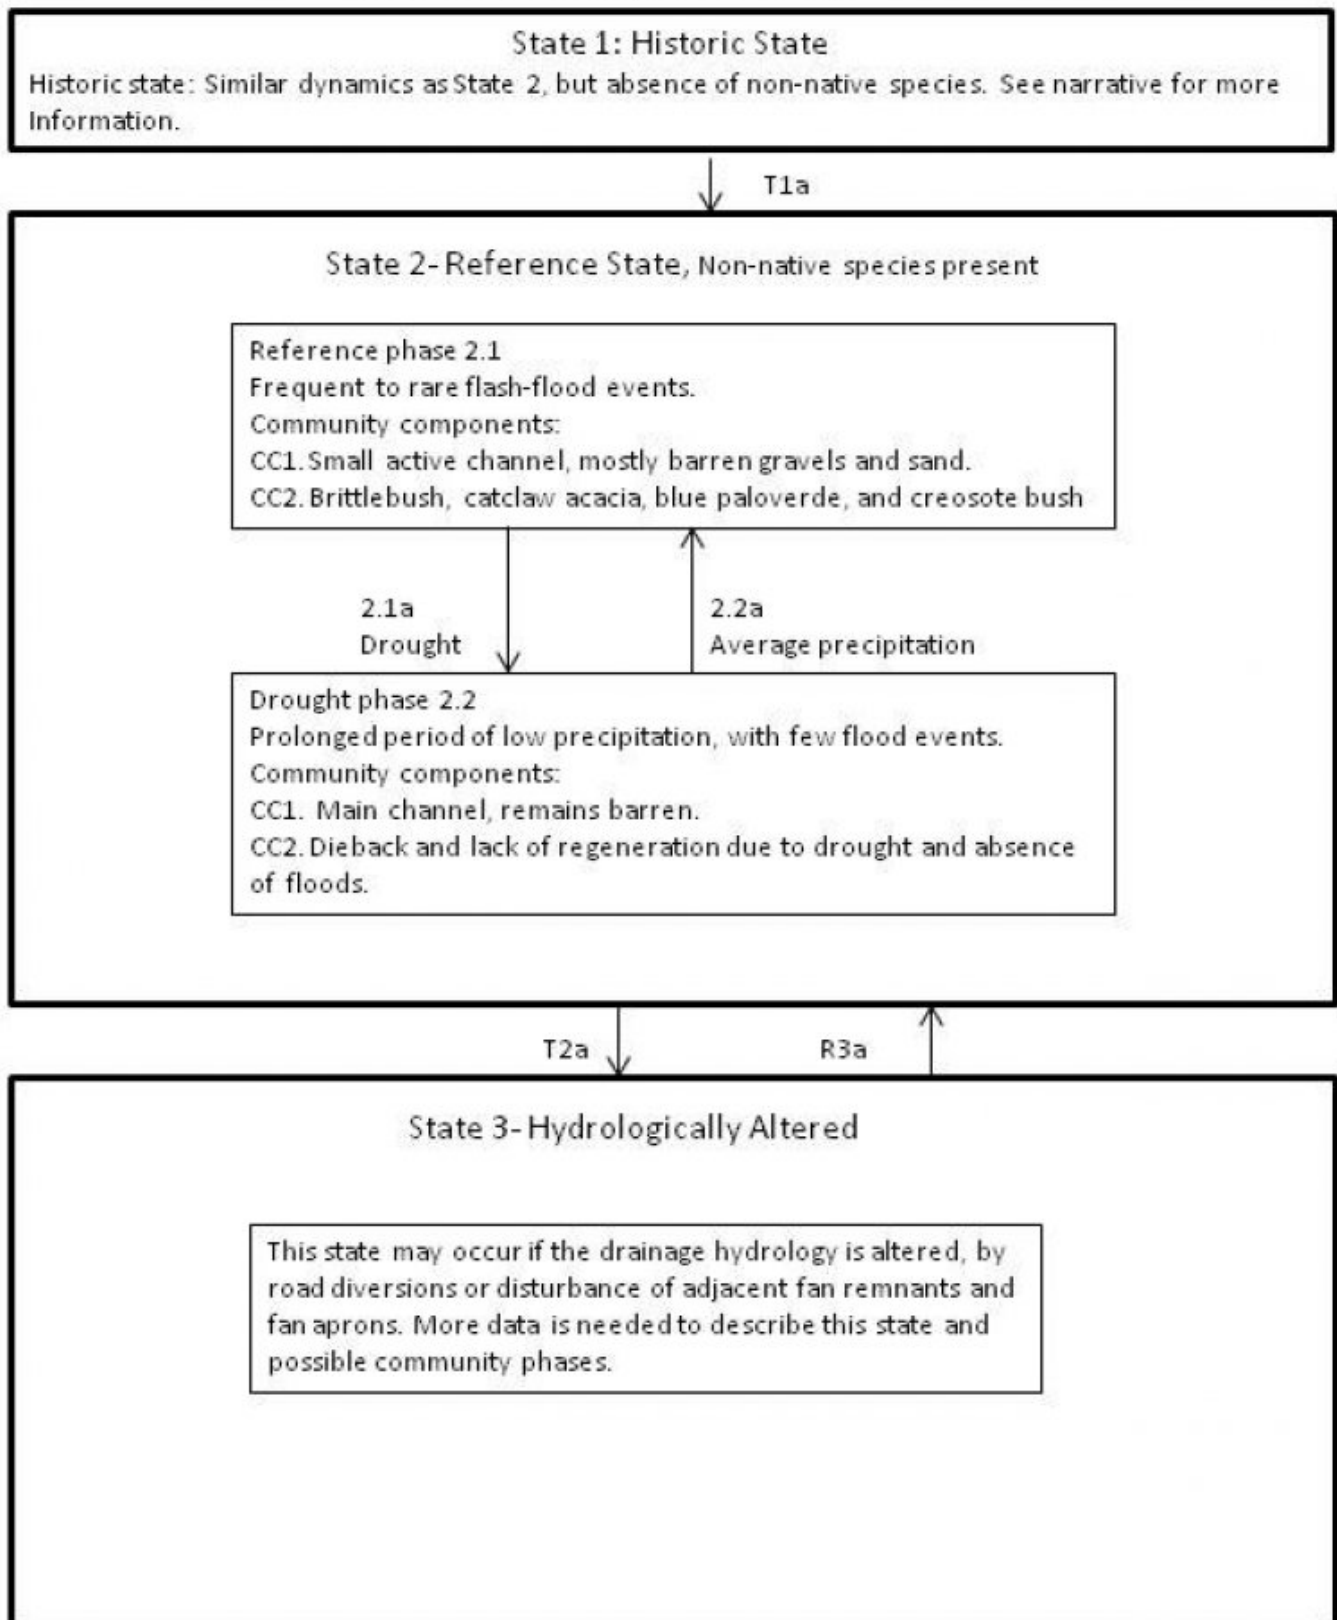 State 1: Historic State
Historic state: Similar dynamics as State 2, but absence of non-native species. See narrative for more
Information.
T1a
State 2- Reference State, Non-native species present
Reference phase 2.1
Frequent to rare flash-flood events.
Community components:
CC1. Small active channel, mostly barren gravels and sand.
CC2. Brittlebush, catclaw acacia, blue paloverde, and creosote bush
2.1a
Drought
2.2a
Average precipitation
Drought phase 2.2
Prolonged period of low precipitation, with few flood events.
Community components:
CC1. Main channel, remains barren.
CC2. Dieback and lack of regeneration due to drought and absence
of floods.
T2a
R3a
State 3- Hydrologically Altered
This state may occur if the drainage hydrology is altered, by
road diversions or disturbance of adjacent fan remnants and
fan aprons. More data is needed to describe this state and
possible community phases.